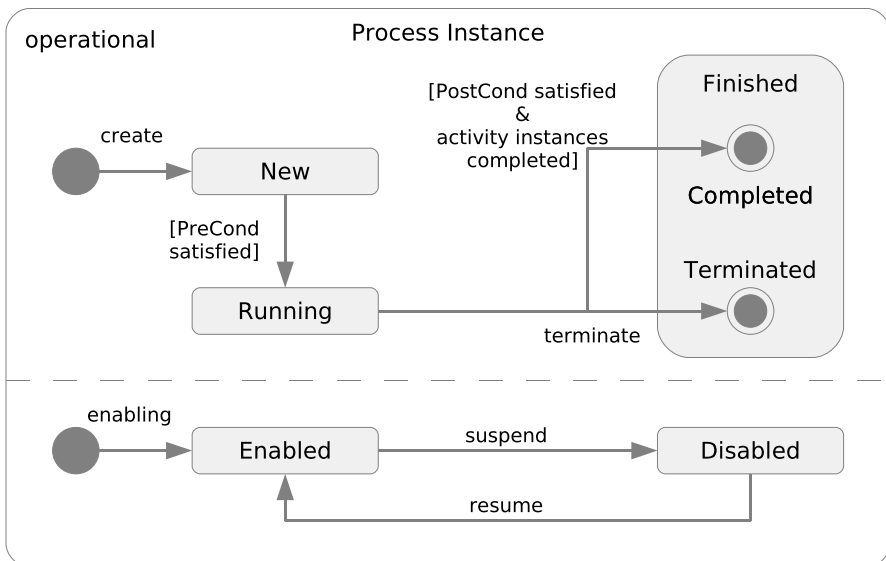 operational
Process Instance
create
New
[PreCond
satisfied]
Running
[PostCond satisfied
&
activity instances
completed]
Finished
Completed
Terminated
terminate
enabling
Enabled
suspend
Disabled
resume